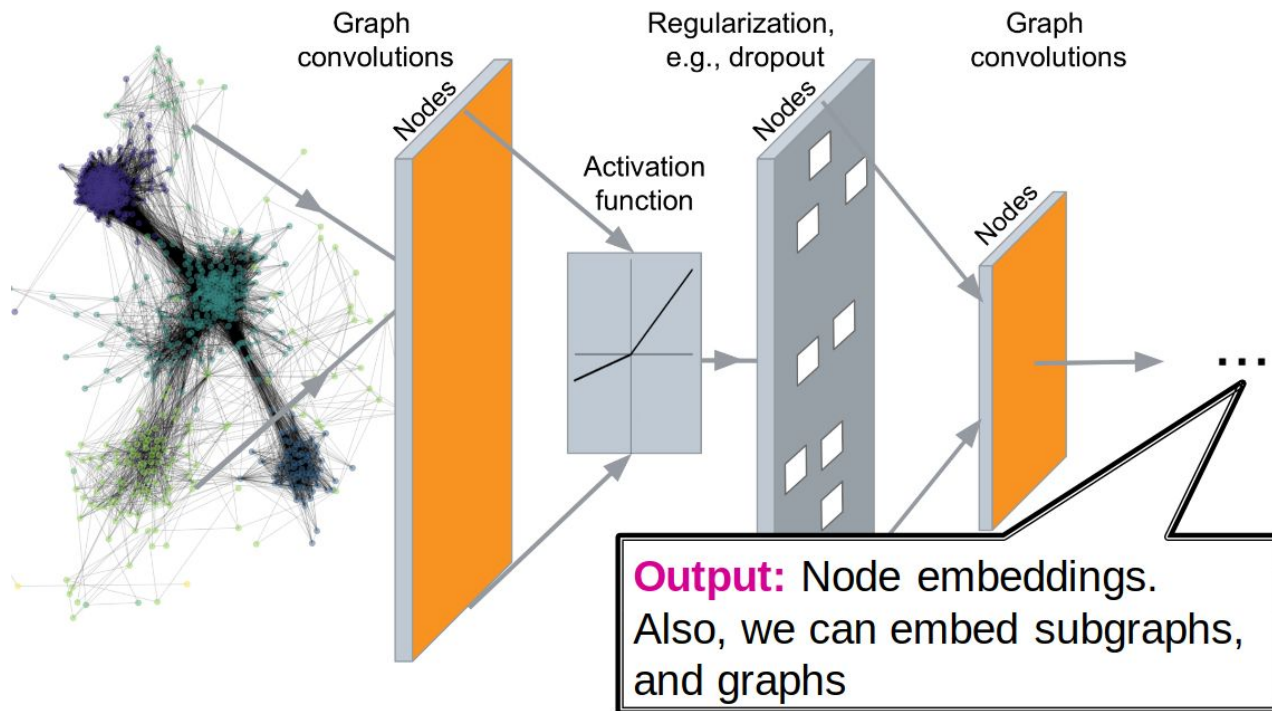 Graph
convolutions
Regularization,
e.g., dropout
Graph
convolutions
Nodes
Activation
function
Nodes
Nodes
...
Output: Node embeddings.
Also, we can embed subgraphs,
and graphs